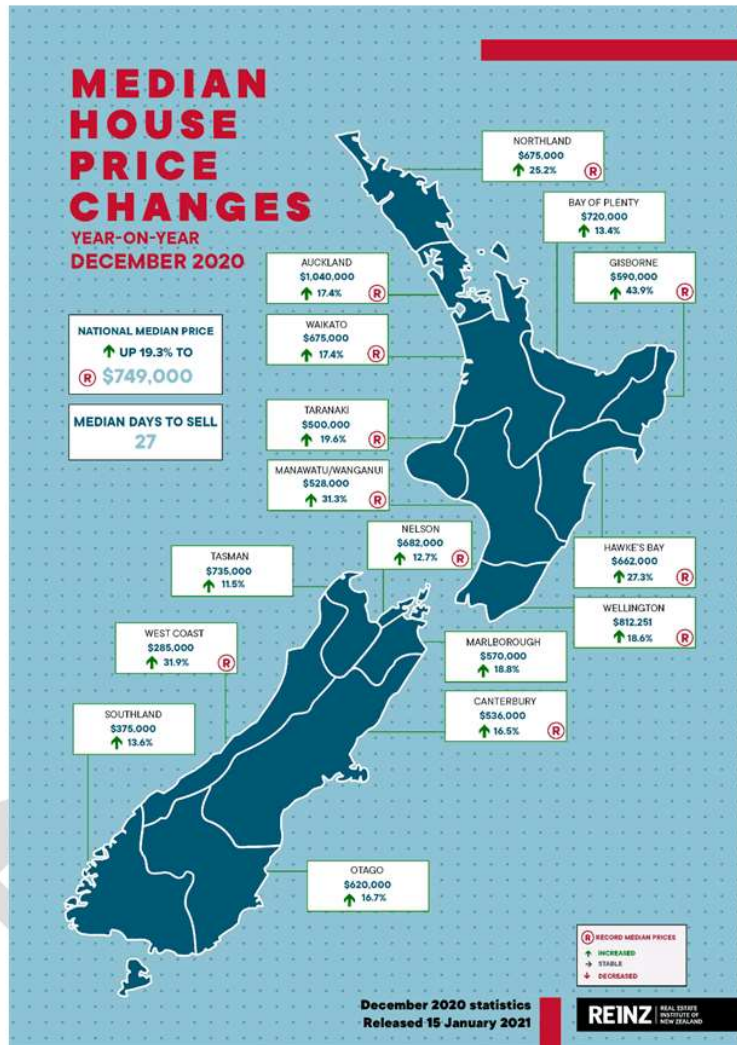 MEDIAN
HOUSE
PRICE
CHANGES
YEAR-ON-YEAR
DECEMBER 2020
NATIONAL MEDIAN PRICE
↑ UP 19.3% TO
Ⓡ $749,000
MEDIAN DAYS TO SELL
27
NORTHLAND
$675,000
↑ 25.2% Ⓡ
BAY OF PLENTY
$720,000
↑ 13.4%
GISBORNE
$590,000
↑ 43.9% Ⓡ
AUCKLAND
$1,040,000
↑ 17.4% Ⓡ
WAIKATO
$675,000
↑ 17.4% Ⓡ
TARANAKI
$500,000
↑ 19.6% Ⓡ
MANAWATU/WANGANUI
$528,000
↑ 31.3% Ⓡ
NELSON
$682,000
↑ 12.7% Ⓡ
HAWKE'S BAY
$662,000
↑ 27.3% Ⓡ
TASMAN
$735,000
↑ 11.5%
WELLINGTON
$812,251
↑ 18.6% Ⓡ
WEST COAST
$285,000
↑ 31.9% Ⓡ
MARLBOROUGH
$570,000
↑ 18.8%
CANTERBURY
$536,000
↑ 16.5% Ⓡ
SOUTHLAND
$375,000
↑ 13.6%
OTAGO
$620,000
↑ 16.7%
Ⓡ RECORD MEDIAN PRICES
↑ INCREASED
→ STABLE
↓ DECREASED
December 2020 statistics
Released 15 January 2021
REINZ
REAL ESTATE
INSTITUTE OF
NEW ZEALAND